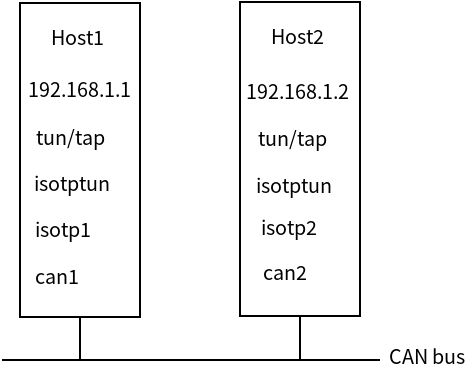 Host1
192.168.1.1
tun/tap
isotptun
isotp1
can1
Host2
192.168.1.2
tun/tap
isotptun
isotp2
can2
CAN bus